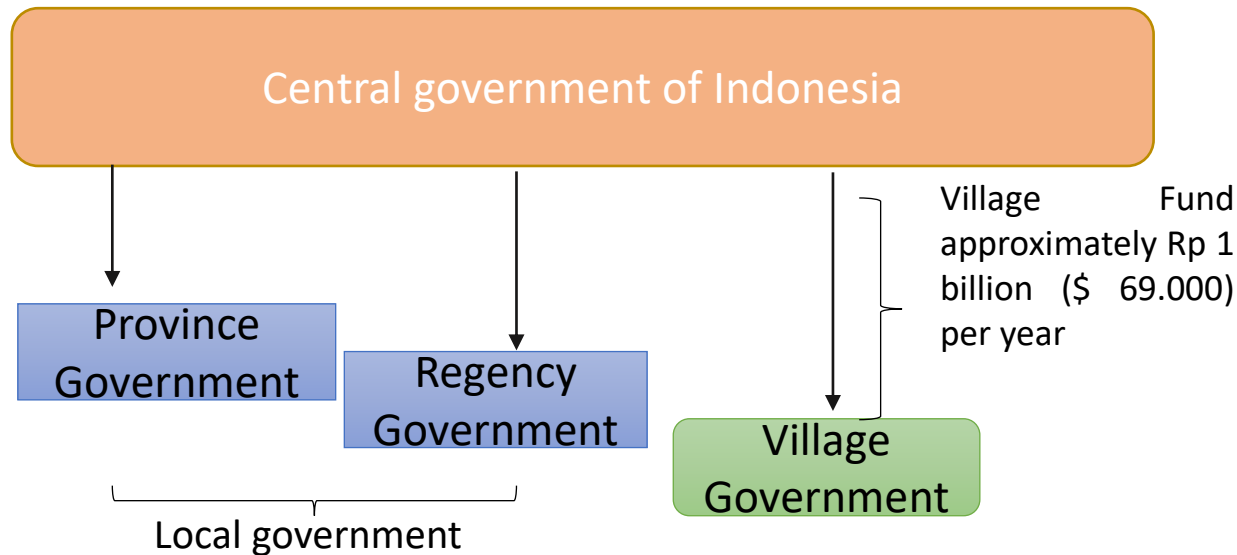 Central government of Indonesia
Village Fund
approximately Rp 1
billion ($ 69.000)
per year
Province
Government
Regency
Government
Village
Government
Local government